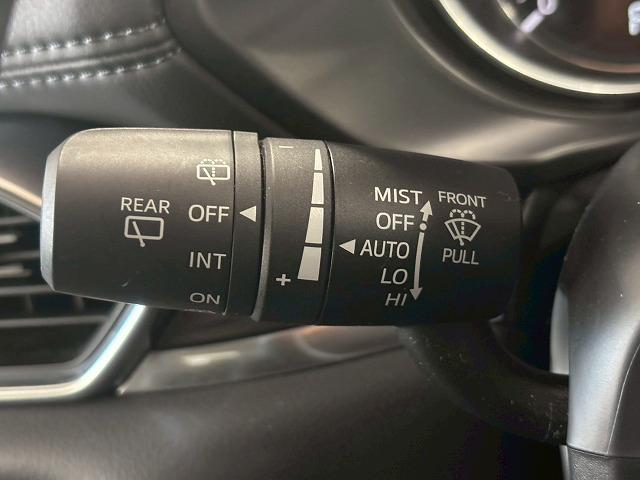 REAR
OFF
INT
ON
−
+
MIST
OFF
AUTO
LO
HI
FRONT
PULL